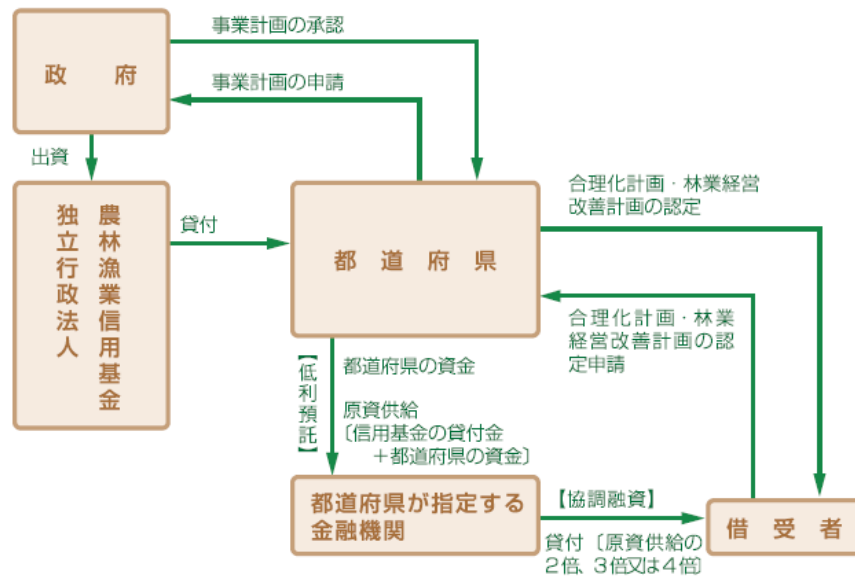 事業計画の承認
政　府
事業計画の申請
出資
独立行政法人
農林漁業信用基金
貸付
都　道　府　県
合理化計画・林業経営
改善計画の認定
合理化計画・林業
経営改善計画の認
定申請
【低利預託】
都道府県の資金
原資供給
〔信用基金の貸付金
＋都道府県の資金〕
都道府県が指定する
金融機関
【協調融資】
貸付〔原資供給の
2倍、3倍又は4倍〕
借　受　者